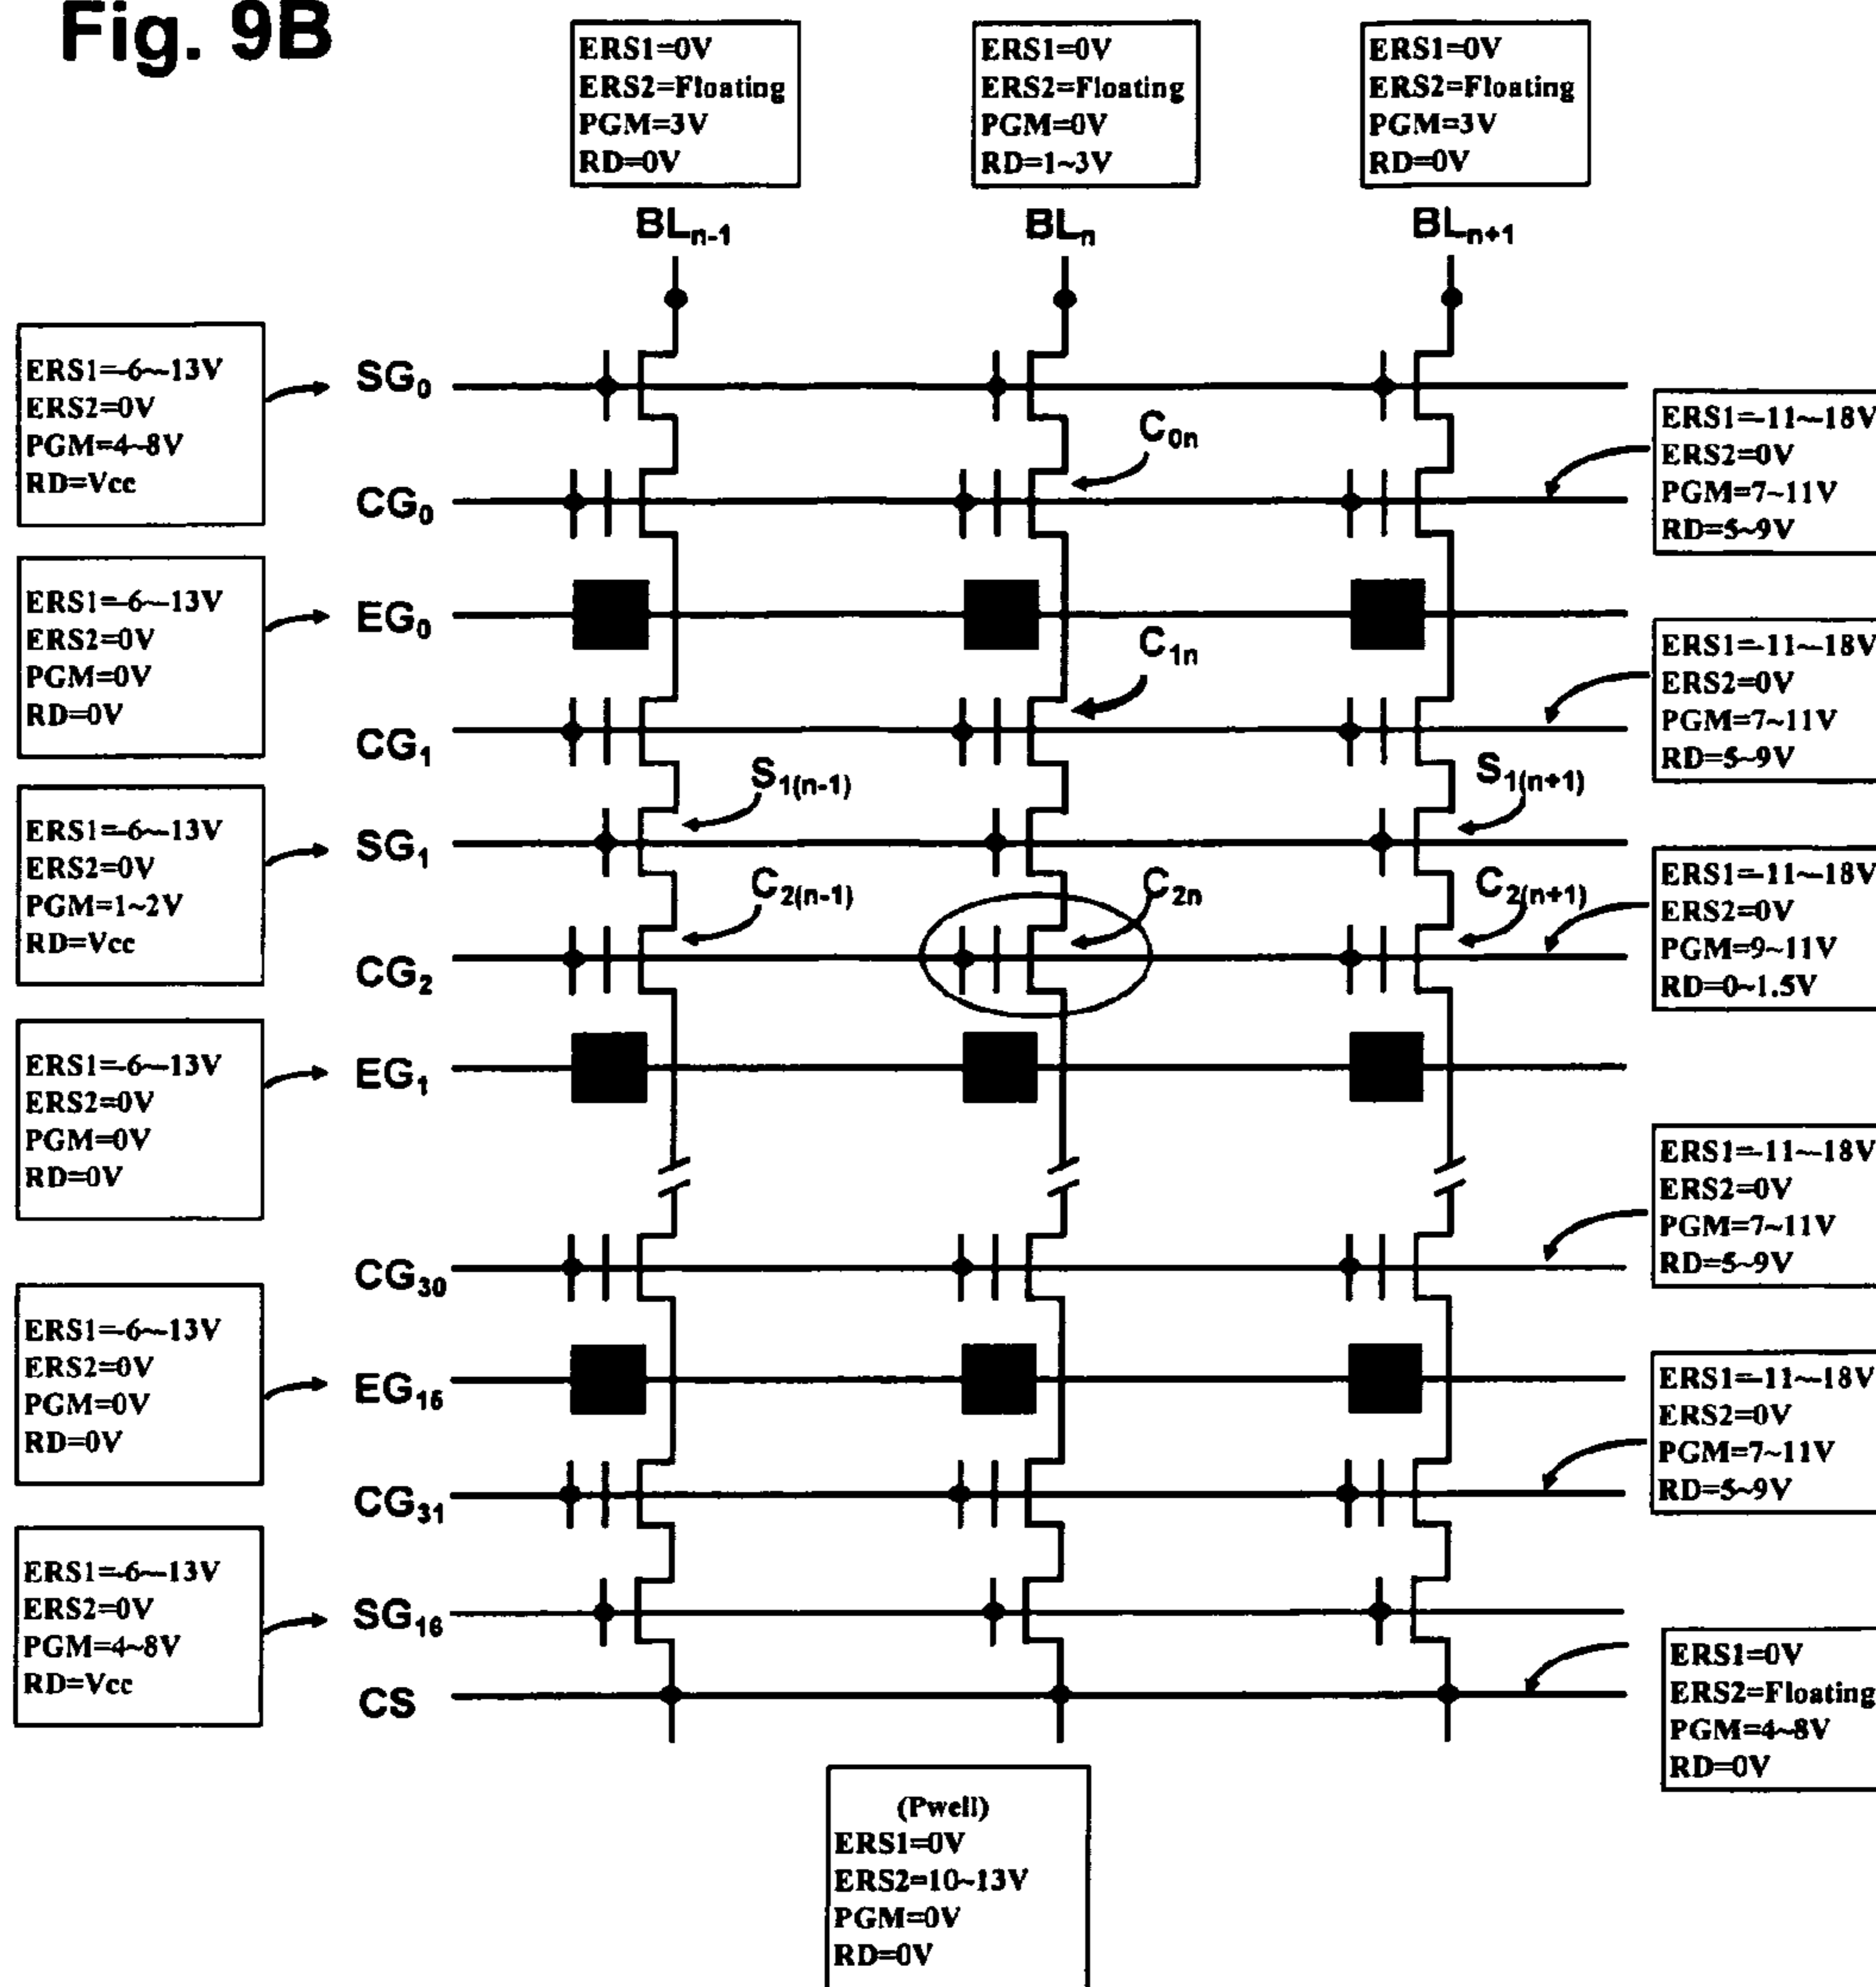 Fig. 9B
ERS1=0V
ERS2=Floating
PGM=3V
RD=0V
ERS1=0V
ERS2=Floating
PGM=0V
RD=1~3V
ERS1=0V
ERS2=Floating
PGM=3V
RD=0V
BLn-1
BLn
BLn+1
ERS1=-6~-13V
ERS2=0V
PGM=4~8V
RD=Vcc
SG0
C0n
CG0
ERS1=-11~-18V
ERS2=0V
PGM=7~11V
RD=5~9V
ERS1=-6~-13V
ERS2=0V
PGM=0V
RD=0V
EG0
C1n
CG1
ERS1=-11~-18V
ERS2=0V
PGM=7~11V
RD=5~9V
S1(n-1)
S1(n+1)
ERS1=-6~-13V
ERS2=0V
PGM=1~2V
RD=Vcc
SG1
C2(n-1)
C2n
C2(n+1)
CG2
ERS1=-11~-18V
ERS2=0V
PGM=9~11V
RD=0~1.5V
ERS1=-6~-13V
ERS2=0V
PGM=0V
RD=0V
EG1
CG30
ERS1=-11~-18V
ERS2=0V
PGM=7~11V
RD=5~9V
ERS1=-6~-13V
ERS2=0V
PGM=0V
RD=0V
EG15
CG31
ERS1=-11~-18V
ERS2=0V
PGM=7~11V
RD=5~9V
ERS1=-6~-13V
ERS2=0V
PGM=4~8V
RD=Vcc
SG16
CS
ERS1=0V
ERS2=Floating
PGM=4~8V
RD=0V
(Pwell)
ERS1=0V
ERS2=10~13V
PGM=0V
RD=0V